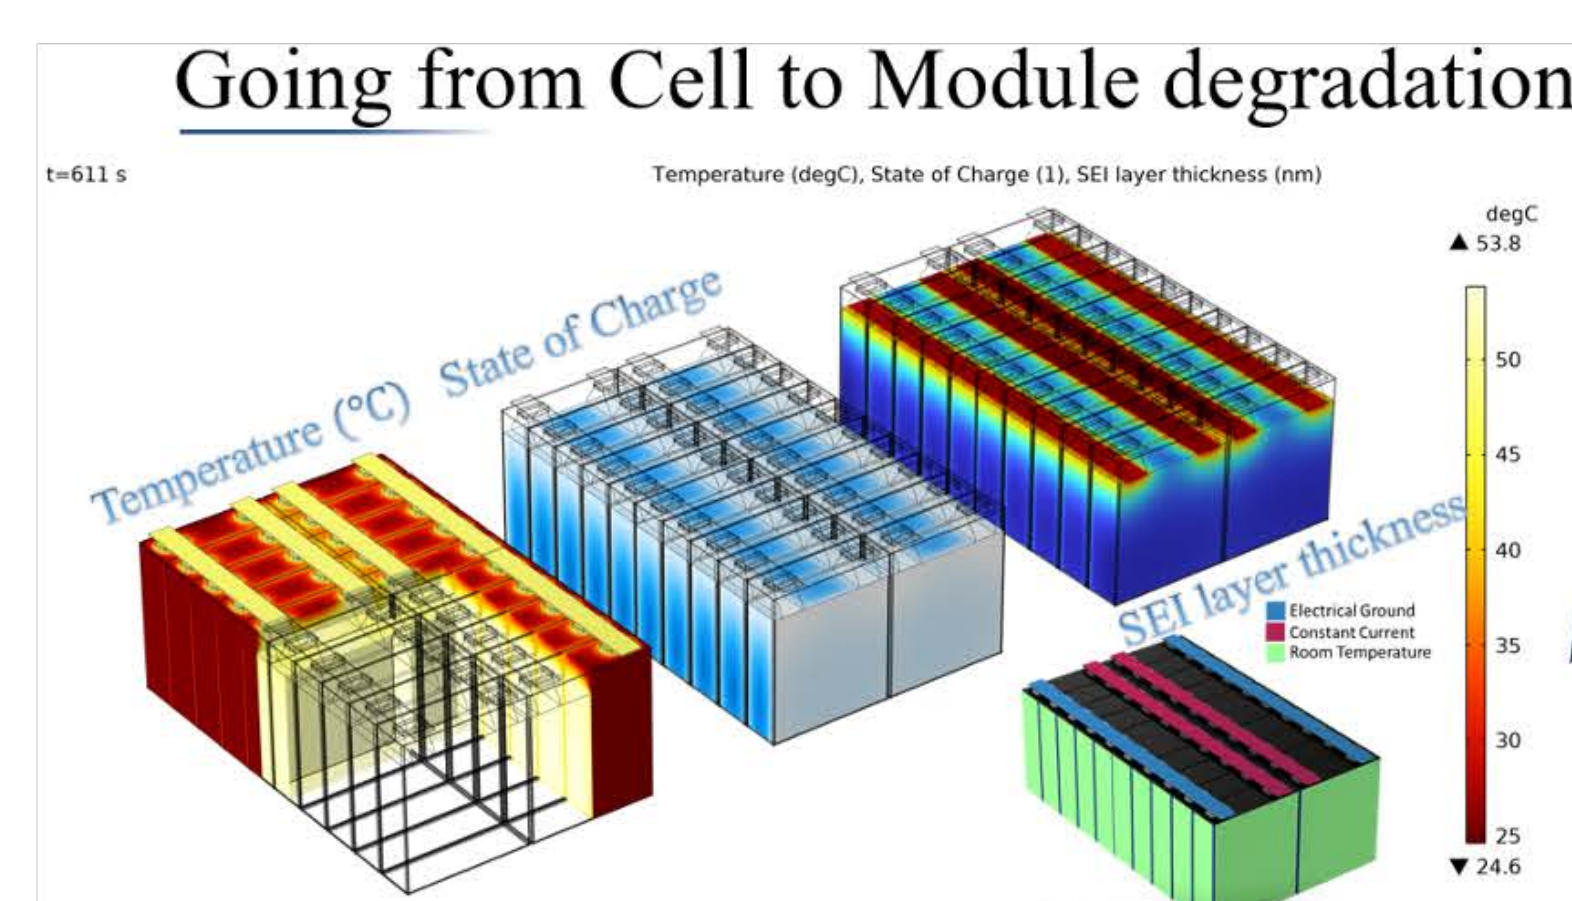 Going from Cell to Module degradation
t=611 s
Temperature (degC), State of Charge (1), SEI layer thickness (nm)
degC
▲ 53.8
State of Charge
Temperature (°C)
50
45
40
SEI layer thickness
Electrical Ground
Constant Current
Room Temperature
35
30
25
▼ 24.6